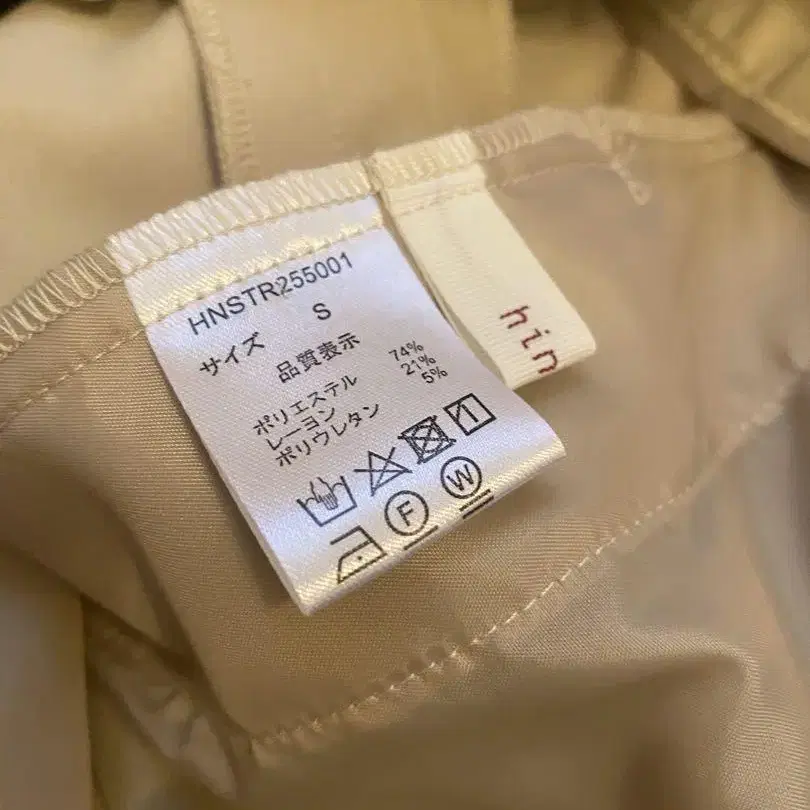 HNSTR255001
サイズ S
品質表示
ポリエステル 74%
レーヨン 21%
ポリウレタン 5%
F W
hin